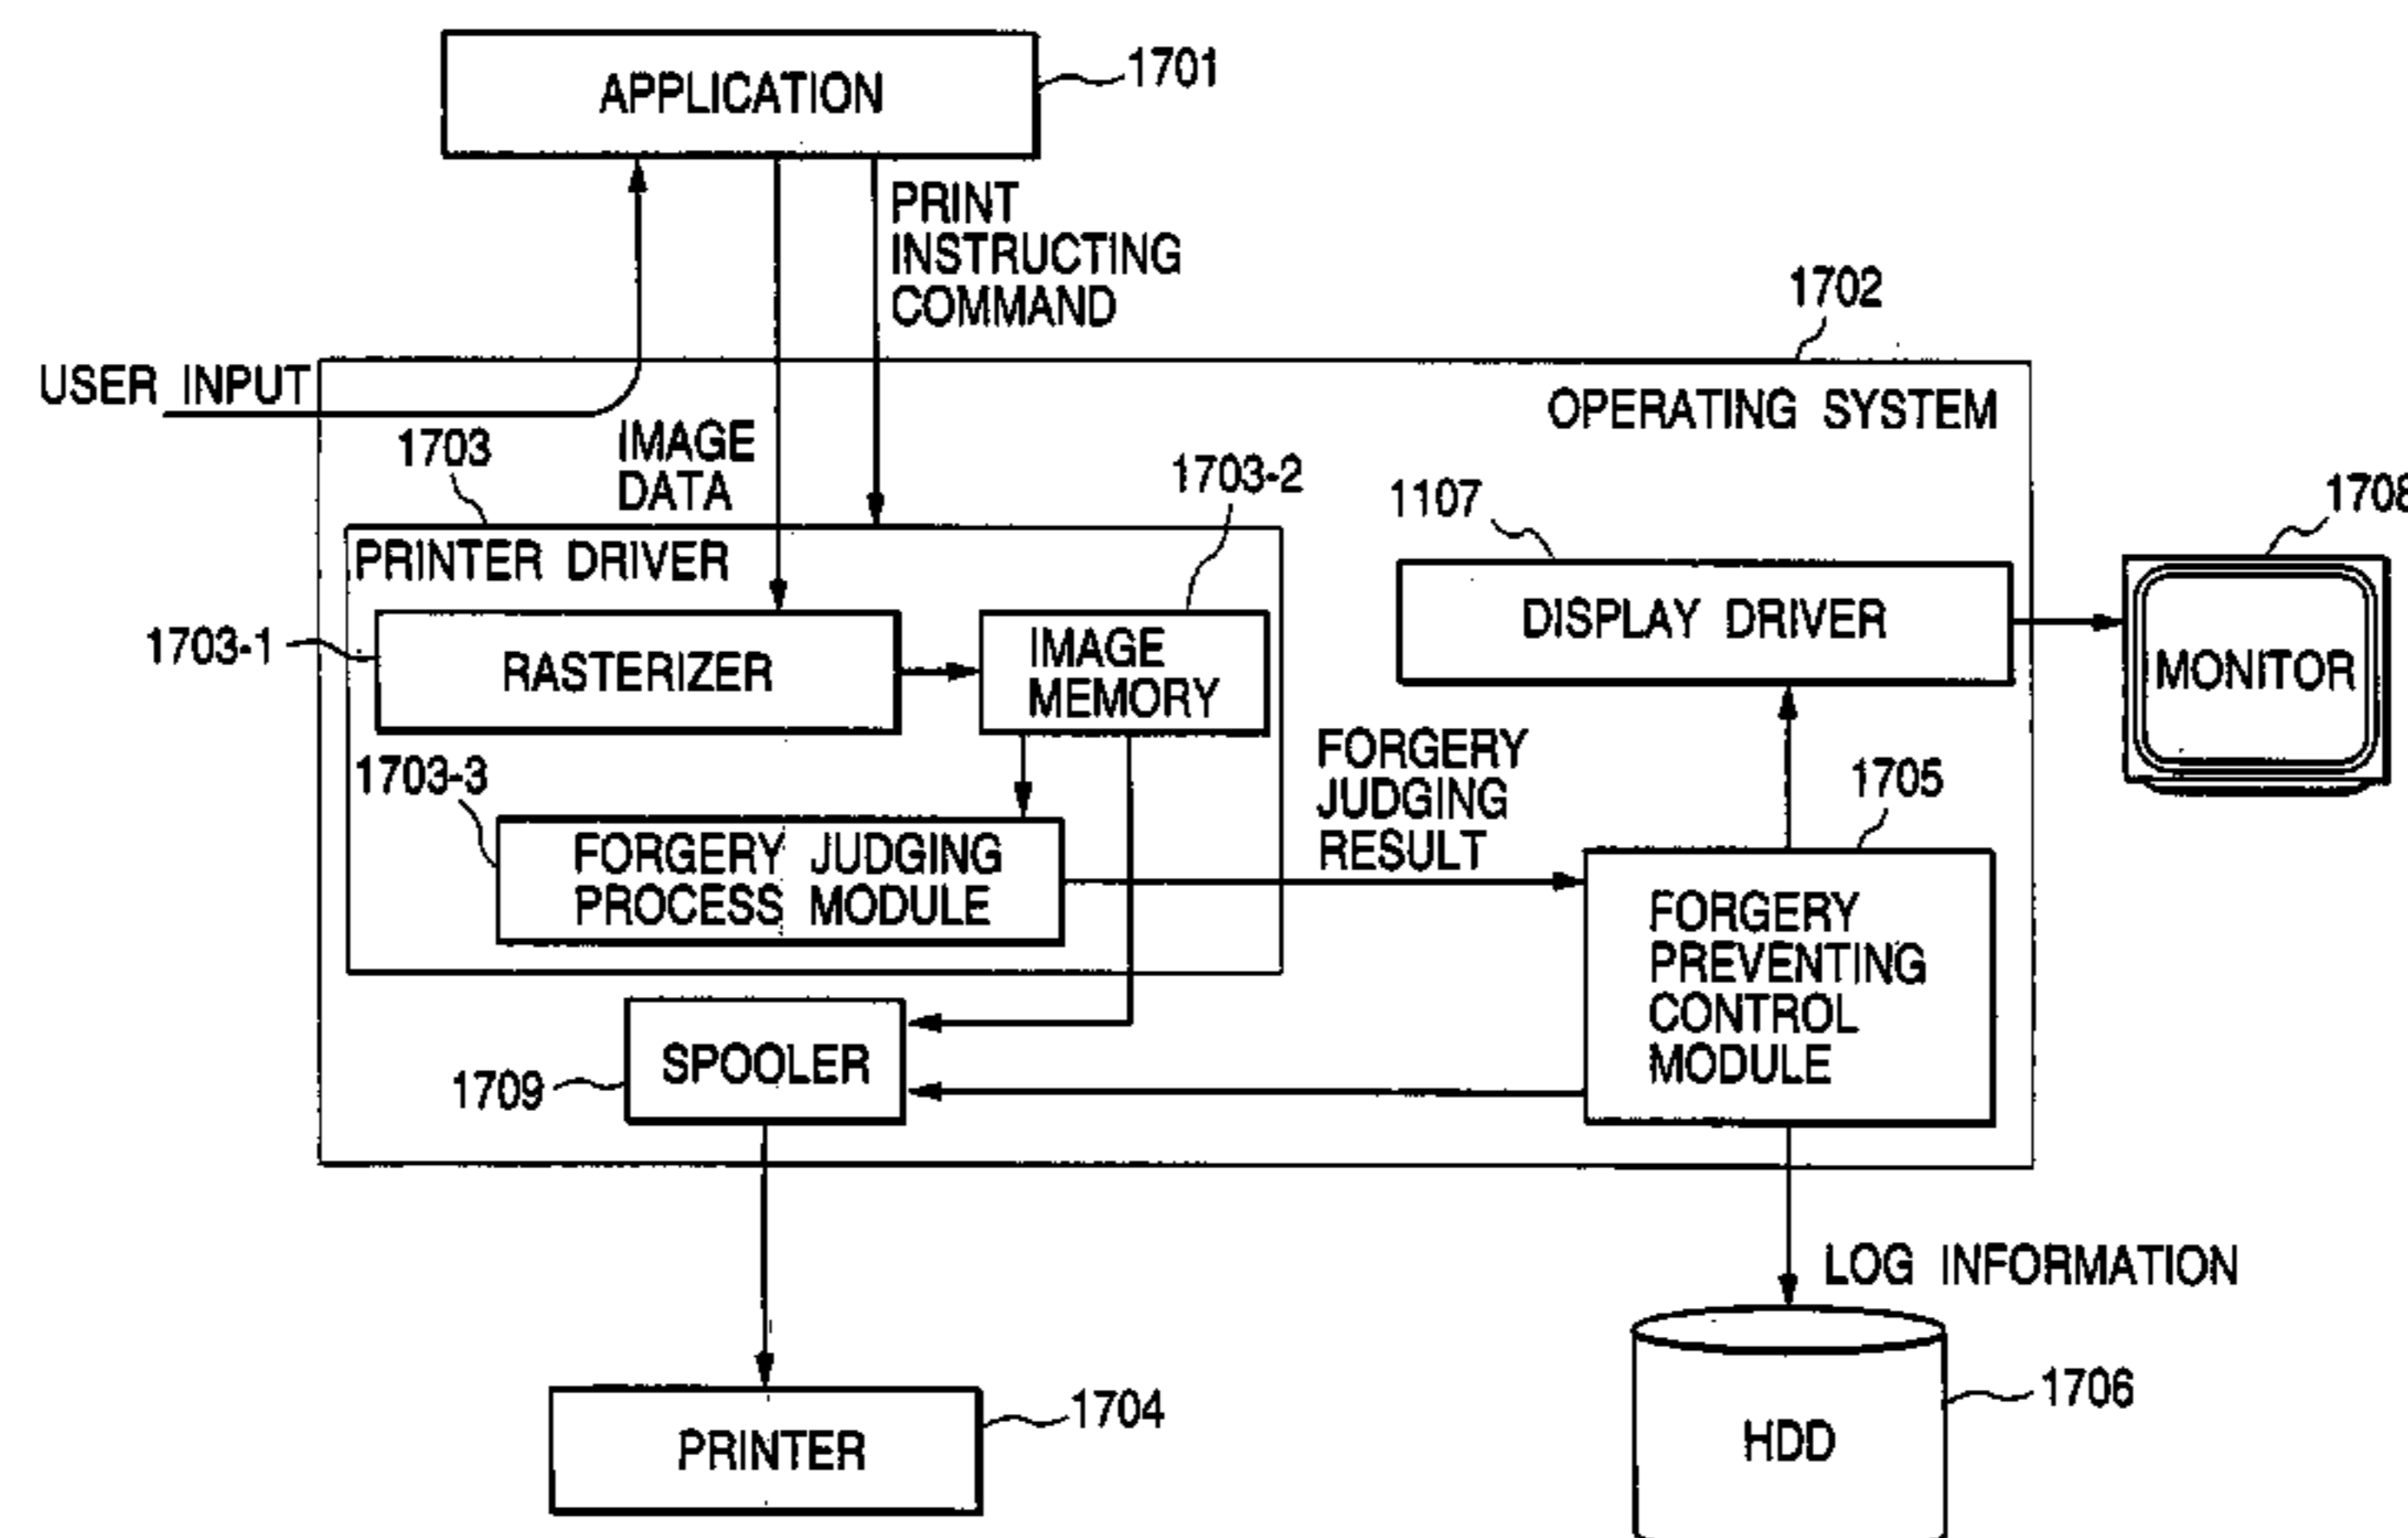 APPLICATION
1701
PRINT
INSTRUCTING
COMMAND
1702
USER INPUT
OPERATING SYSTEM
IMAGE
DATA
1703
1703-2
1107
1708
PRINTER DRIVER
DISPLAY DRIVER
1703-1
RASTERIZER
IMAGE
MEMORY
MONITOR
FORGERY
JUDGING
RESULT
1703-3
1705
FORGERY JUDGING
PROCESS MODULE
FORGERY
PREVENTING
CONTROL
MODULE
SPOOLER
1709
LOG INFORMATION
1704
PRINTER
1706
HDD